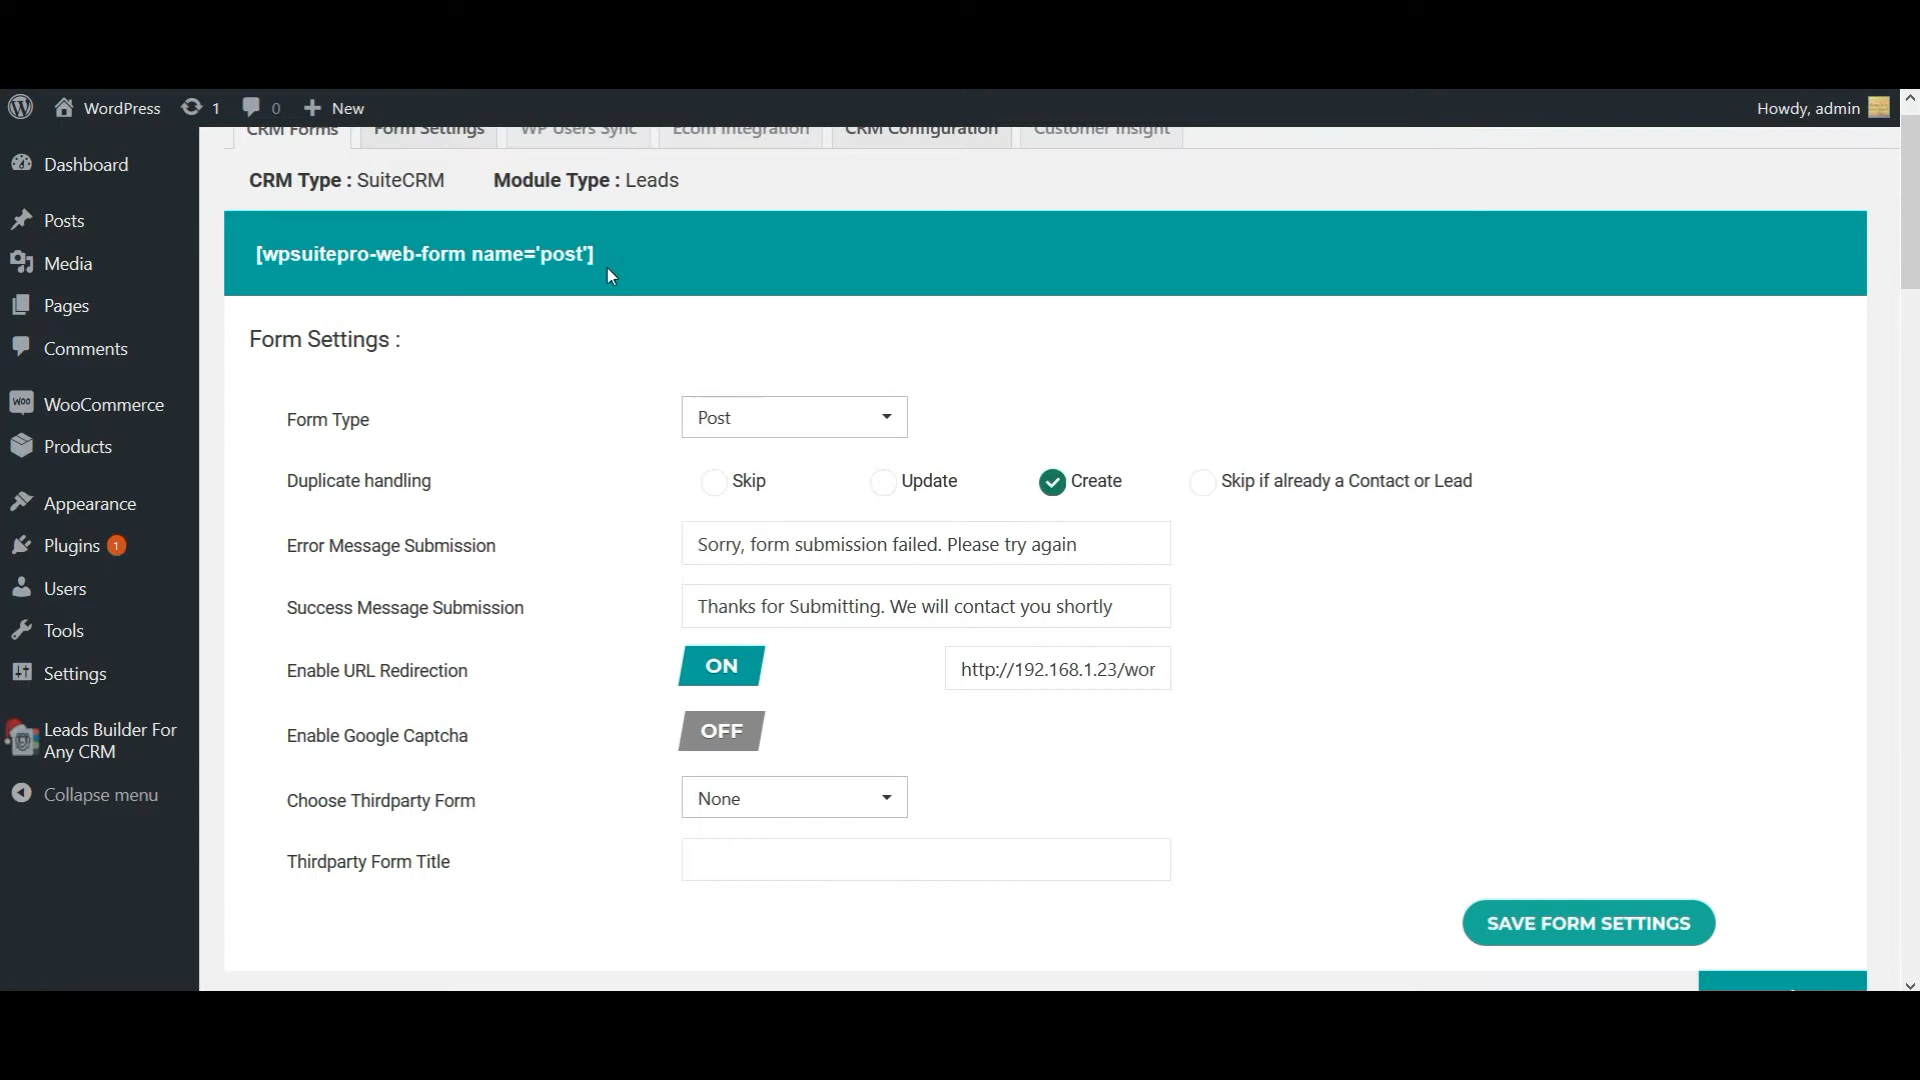 WordPress 1 0 New Howdy, admin
CRM Forms Form Settings WP Users Sync Ecom Integration CRM Configuration Customer Insight
Dashboard
Posts
Media
Pages
Comments
WooCommerce
Woo
Products
Appearance
Plugins 1
Users
Tools
Settings
Leads Builder For
Any CRM
Collapse menu
CRM Type : SuiteCRM Module Type : Leads
[wpsuitepro-web-form name='post']
Form Settings :
Form Type Post
Duplicate handling Skip Update Create Skip if already a Contact or Lead
Error Message Submission Sorry, form submission failed. Please try again
Success Message Submission Thanks for Submitting. We will contact you shortly
Enable URL Redirection ON http://192.168.1.23/wor
Enable Google Captcha OFF
Choose Thirdparty Form None
Thirdparty Form Title
SAVE FORM SETTINGS